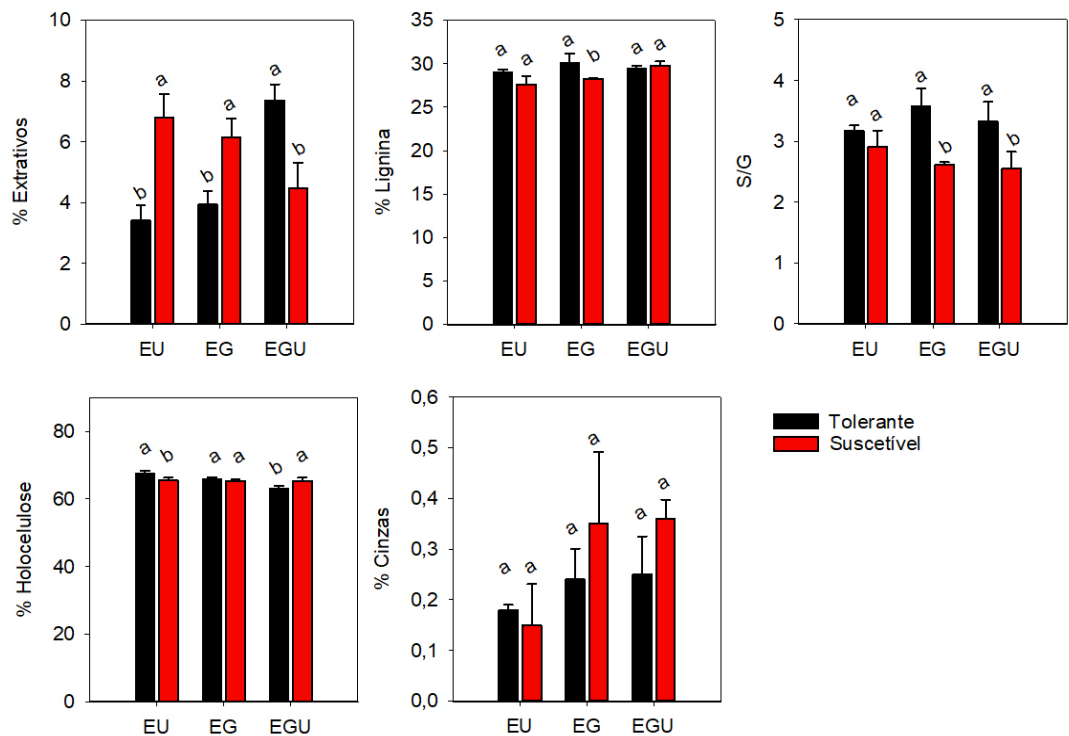 % Extrativos
10
8
6
4
2
0
b
a
b
a
a
b
EU EG EGU
% Lignina
35
30
25
20
15
10
5
0
a
a
a
b
a
a
EU EG EGU
S/G
5
4
3
2
1
0
a
a
a
b
a
b
EU EG EGU
% Holocelulose
80
60
40
20
0
a
b
a
a
b
a
EU EG EGU
% Cinzas
0,6
0,5
0,4
0,3
0,2
0,1
0,0
a
a
a
a
a
a
EU EG EGU
Tolerante
Suscetível